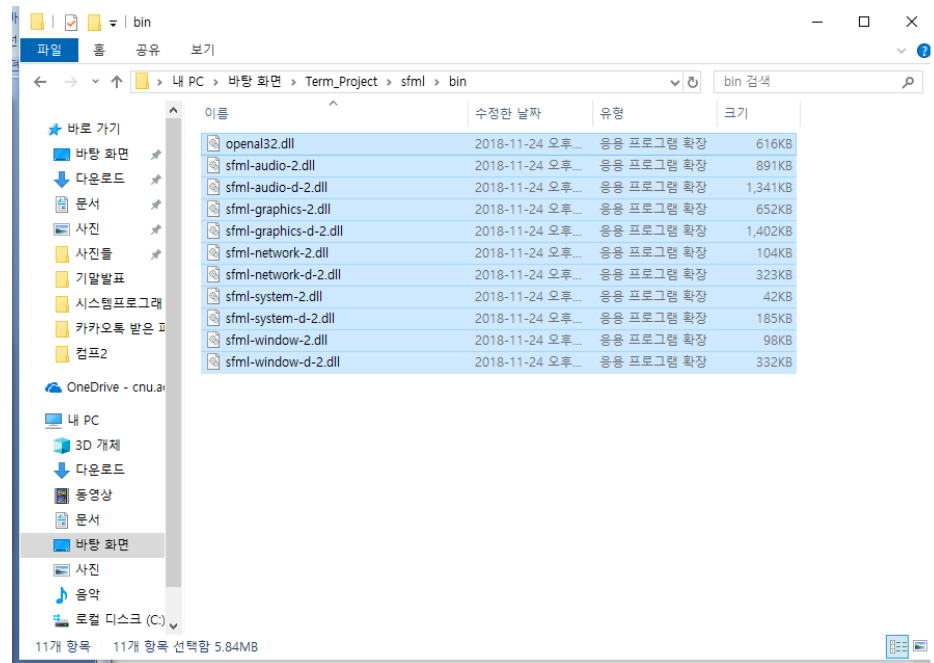 bin
파일 홈 공유 보기
내 PC > 바탕 화면 > Term_Project > sfml > bin
bin 검색
이름 수정한 날짜 유형 크기
바로 가기
바탕 화면
다운로드
문서
사진
사진들
기말발표
시스템프로그래
카카오톡 받은 파
컴프2
OneDrive - cnu.a
내 PC
3D 개체
다운로드
동영상
문서
바탕 화면
사진
음악
로컬 디스크 (C:)
openal32.dll 2018-11-24 오후... 응용 프로그램 확장 616KB
sfml-audio-2.dll 2018-11-24 오후... 응용 프로그램 확장 891KB
sfml-audio-d-2.dll 2018-11-24 오후... 응용 프로그램 확장 1,341KB
sfml-graphics-2.dll 2018-11-24 오후... 응용 프로그램 확장 652KB
sfml-graphics-d-2.dll 2018-11-24 오후... 응용 프로그램 확장 1,402KB
sfml-network-2.dll 2018-11-24 오후... 응용 프로그램 확장 104KB
sfml-network-d-2.dll 2018-11-24 오후... 응용 프로그램 확장 323KB
sfml-system-2.dll 2018-11-24 오후... 응용 프로그램 확장 42KB
sfml-system-d-2.dll 2018-11-24 오후... 응용 프로그램 확장 185KB
sfml-window-2.dll 2018-11-24 오후... 응용 프로그램 확장 98KB
sfml-window-d-2.dll 2018-11-24 오후... 응용 프로그램 확장 332KB
11개 항목 11개 항목 선택함 5.84MB